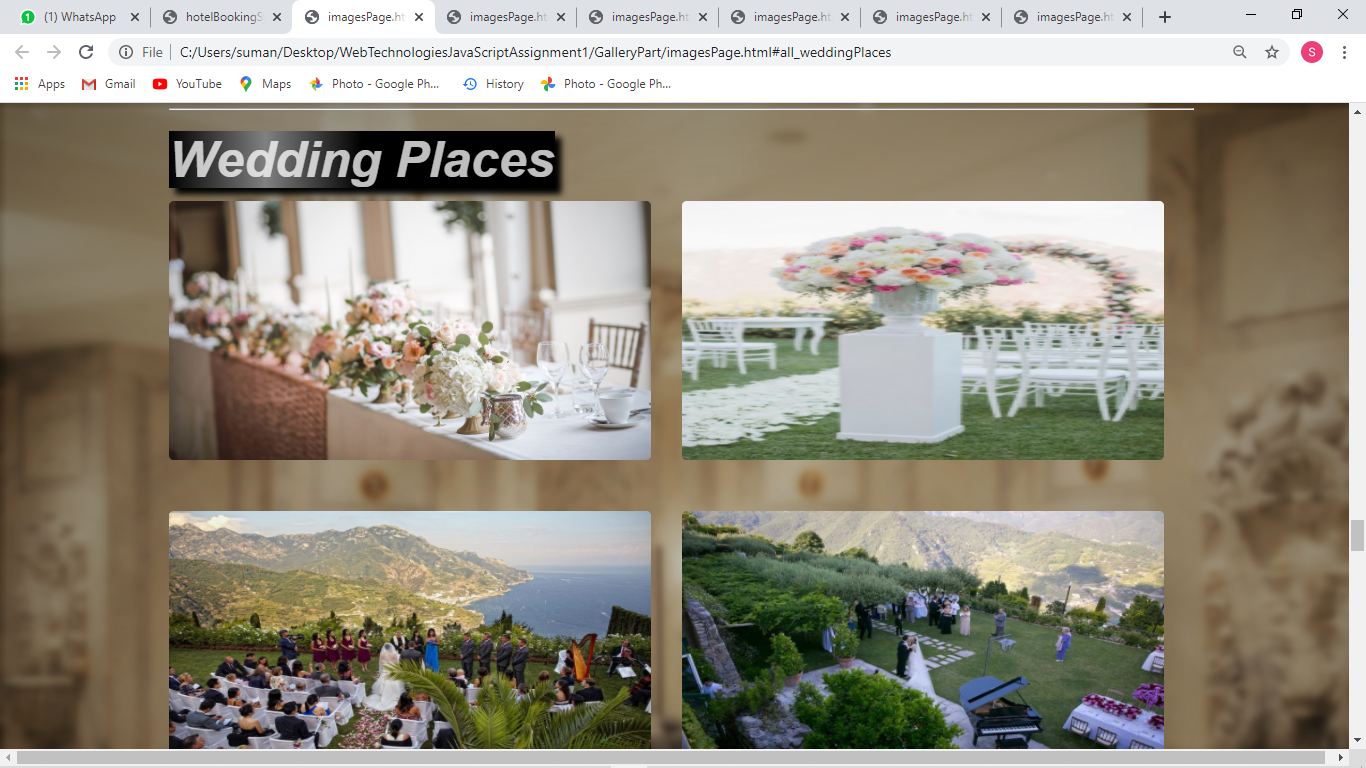 (1) WhatsApp
hotelBookingS
imagesPage.ht
imagesPage.ht
imagesPage.ht
imagesPage.ht
imagesPage.ht
imagesPage.ht
File | C:/Users/suman/Desktop/WebTechnologiesJavaScriptAssignment1/GalleryPart/imagesPage.html#all_weddingPlaces
S
Apps Gmail YouTube Maps Photo - Google Ph... History Photo - Google Ph...
Wedding Places